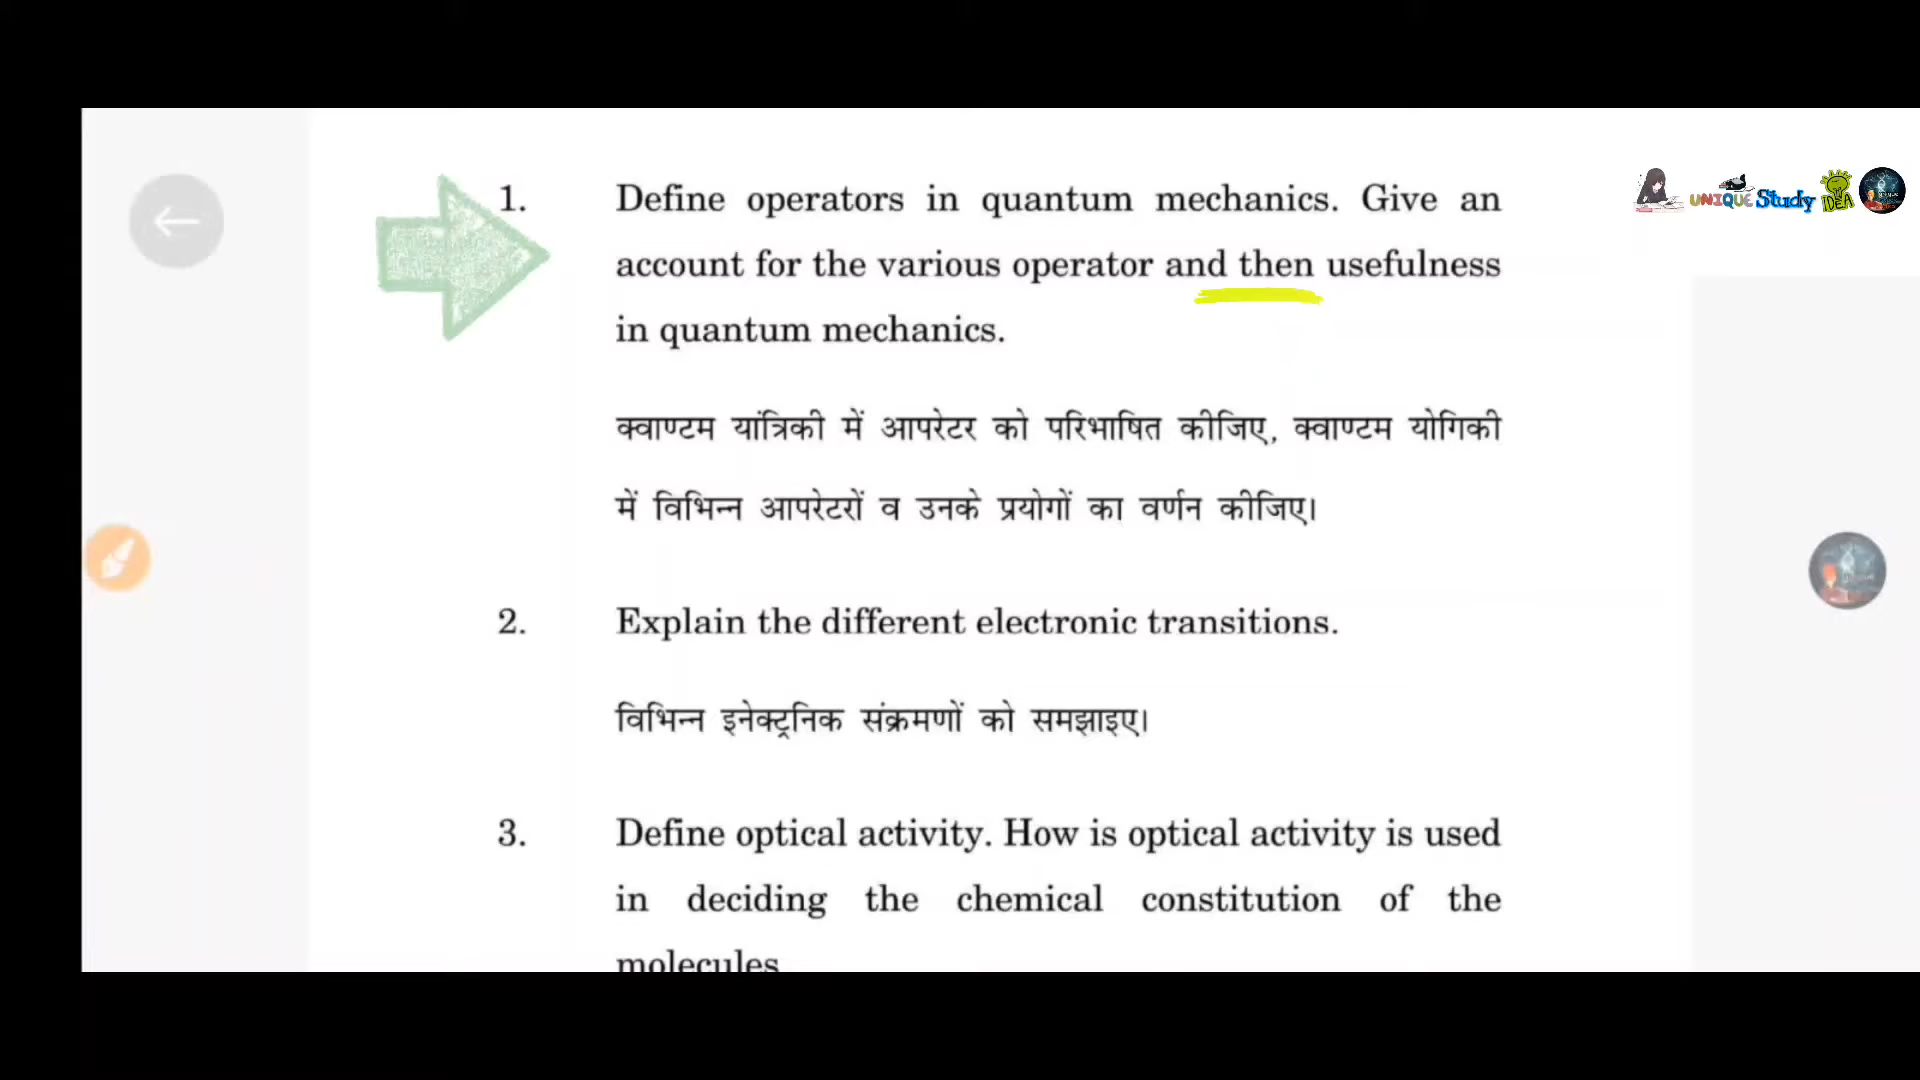 UNIQUE Study IDEA
1. Define operators in quantum mechanics. Give an
account for the various operator and then usefulness
in quantum mechanics.
क्वाण्टम यांत्रिकी में आपरेटर को परिभाषित कीजिए, क्वाण्टम योगिकी
में विभिन्न आपरेटरों व उनके प्रयोगों का वर्णन कीजिए।
2. Explain the different electronic transitions.
विभिन्न इनेक्ट्रनिक संक्रमणों को समझाइए।
3. Define optical activity. How is optical activity is used
in deciding the chemical constitution of the
molecules